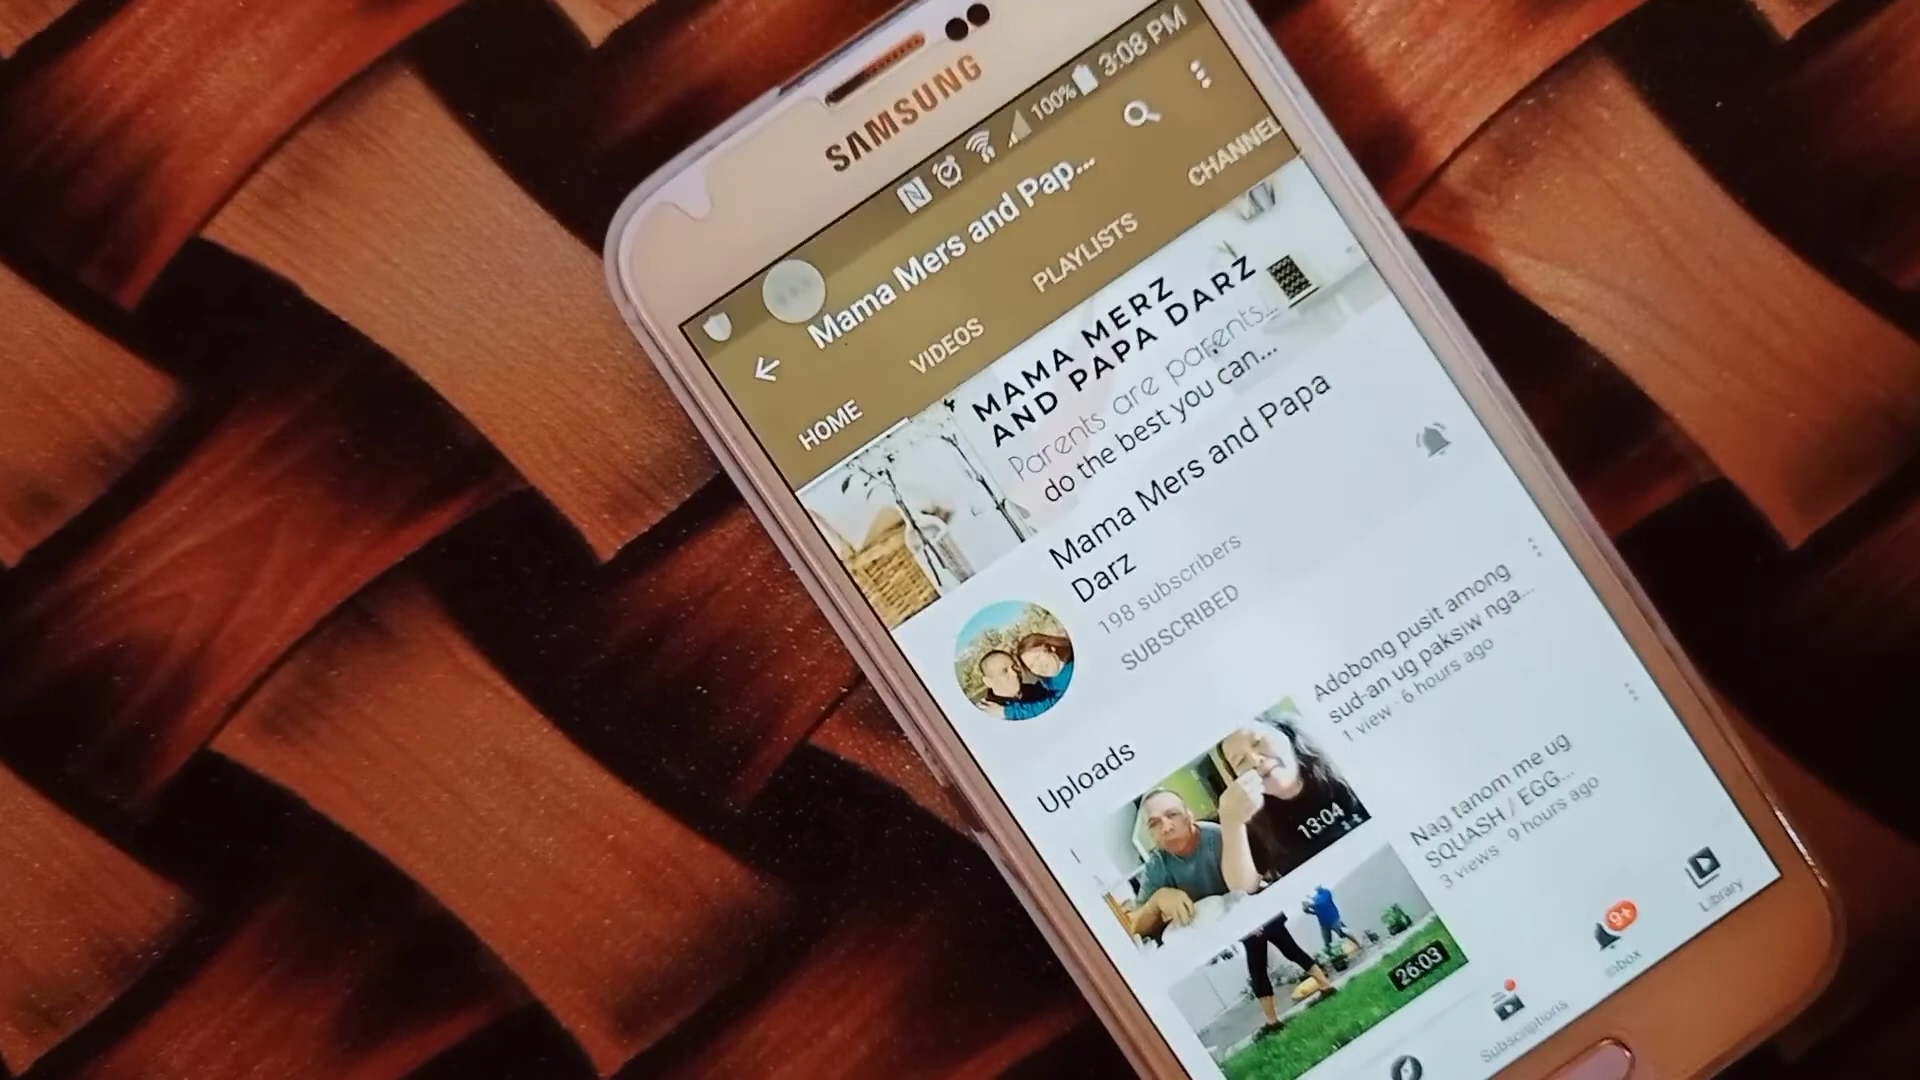 SAMSUNG
100% 3:08 PM
Mama Mers and Pap...
HOME VIDEOS PLAYLISTS CHANNEL
MAMA MERZ
AND PAPA DARZ
Parents are parents...
do the best you can...
Mama Mers and Papa
Darz
198 subscribers
SUBSCRIBED
Uploads
13:04
Adobong pusit among
sud-an ug paksiw nga...
1 view · 6 hours ago
26:03
Nag tanom me ug
SQUASH / EGG...
3 views · 9 hours ago
Subscriptions
9+
Inbox
Library